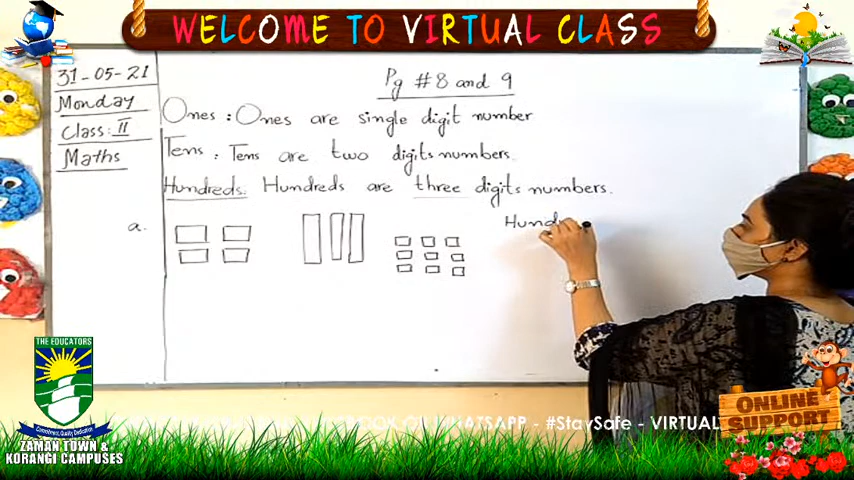 WELCOME TO VIRTUAL CLASS
31-05-21
Monday
Class: II
Maths
Pg # 8 and 9
Ones : Ones are single digit number
Tens : Tens are two digits numbers.
Hundreds: Hundreds are three digits numbers.
a.
Hund
THE EDUCATORS
ZAMAN TOWN &
KORANGI CAMPUSES
WHATSAPP - #StaySafe - VIRTUAL
ONLINE
SUPPORT